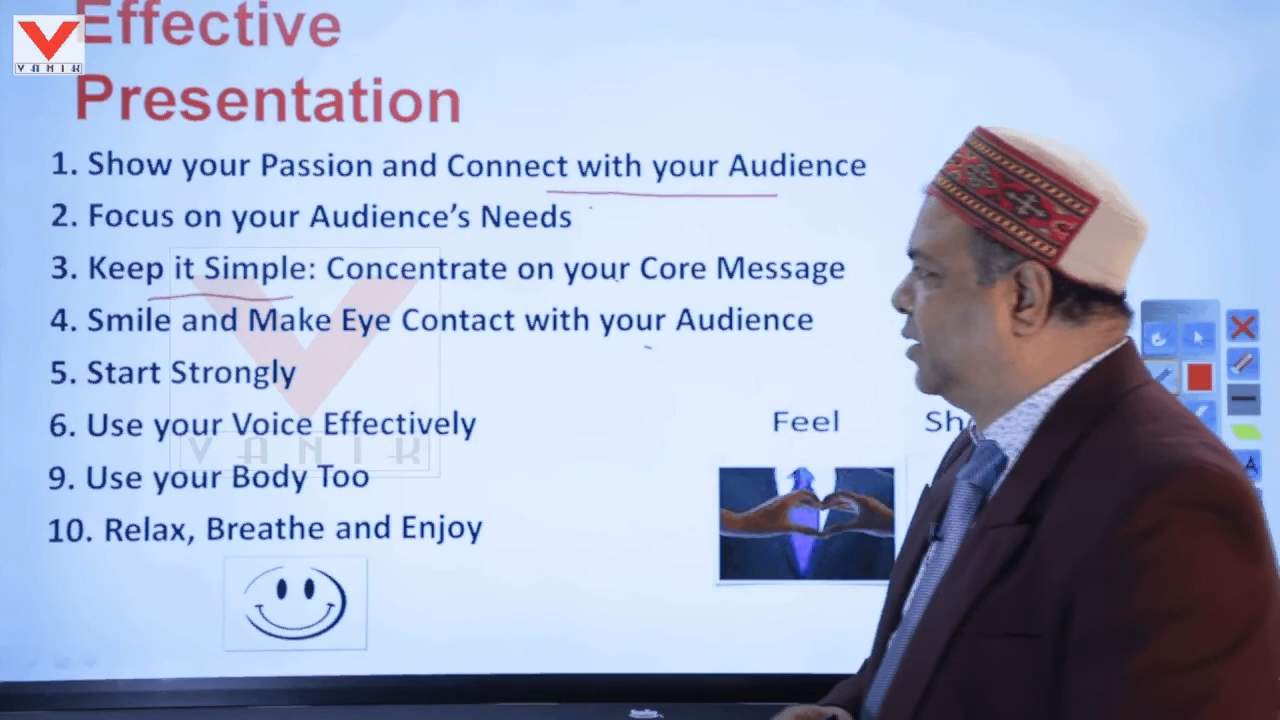 Effective
VANIK
Presentation
1. Show your Passion and Connect with your Audience
2. Focus on your Audience's Needs
3. Keep it Simple: Concentrate on your Core Message
4. Smile and Make Eye Contact with your Audience
5. Start Strongly
6. Use your Voice Effectively
Feel
VANIK
9. Use your Body Too
10. Relax, Breathe and Enjoy
A